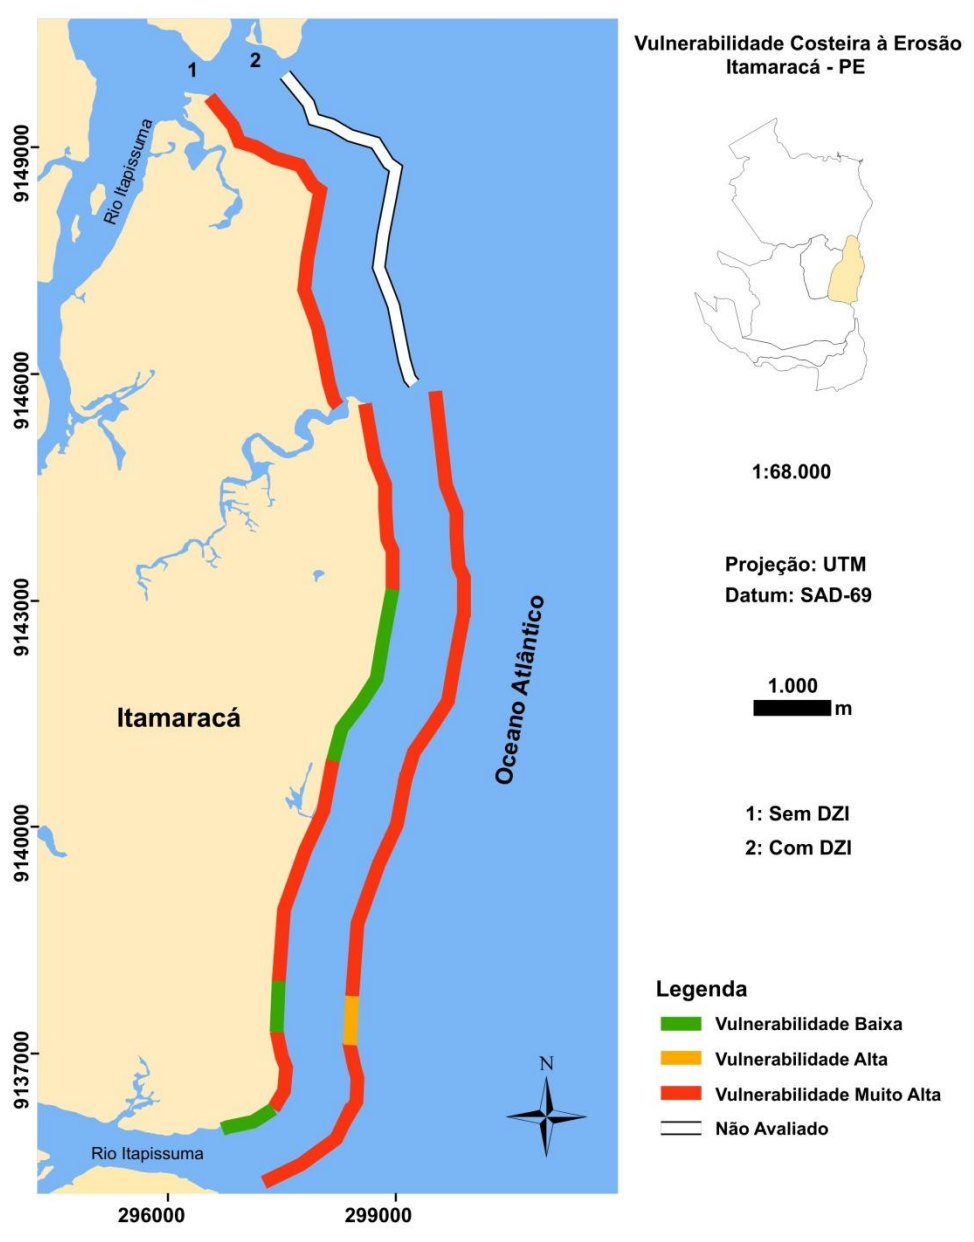 Vulnerabilidade Costeira à Erosão
Itamaracá - PE
1
2
Rio Itapissuma
9149000
9146000
9143000
9140000
9137000
Itamaracá
Oceano Atlântico
Rio Itapissuma
296000
299000
N
1:68.000
Projeção: UTM
Datum: SAD-69
1.000
m
1: Sem DZI
2: Com DZI
Legenda
Vulnerabilidade Baixa
Vulnerabilidade Alta
Vulnerabilidade Muito Alta
Não Avaliado